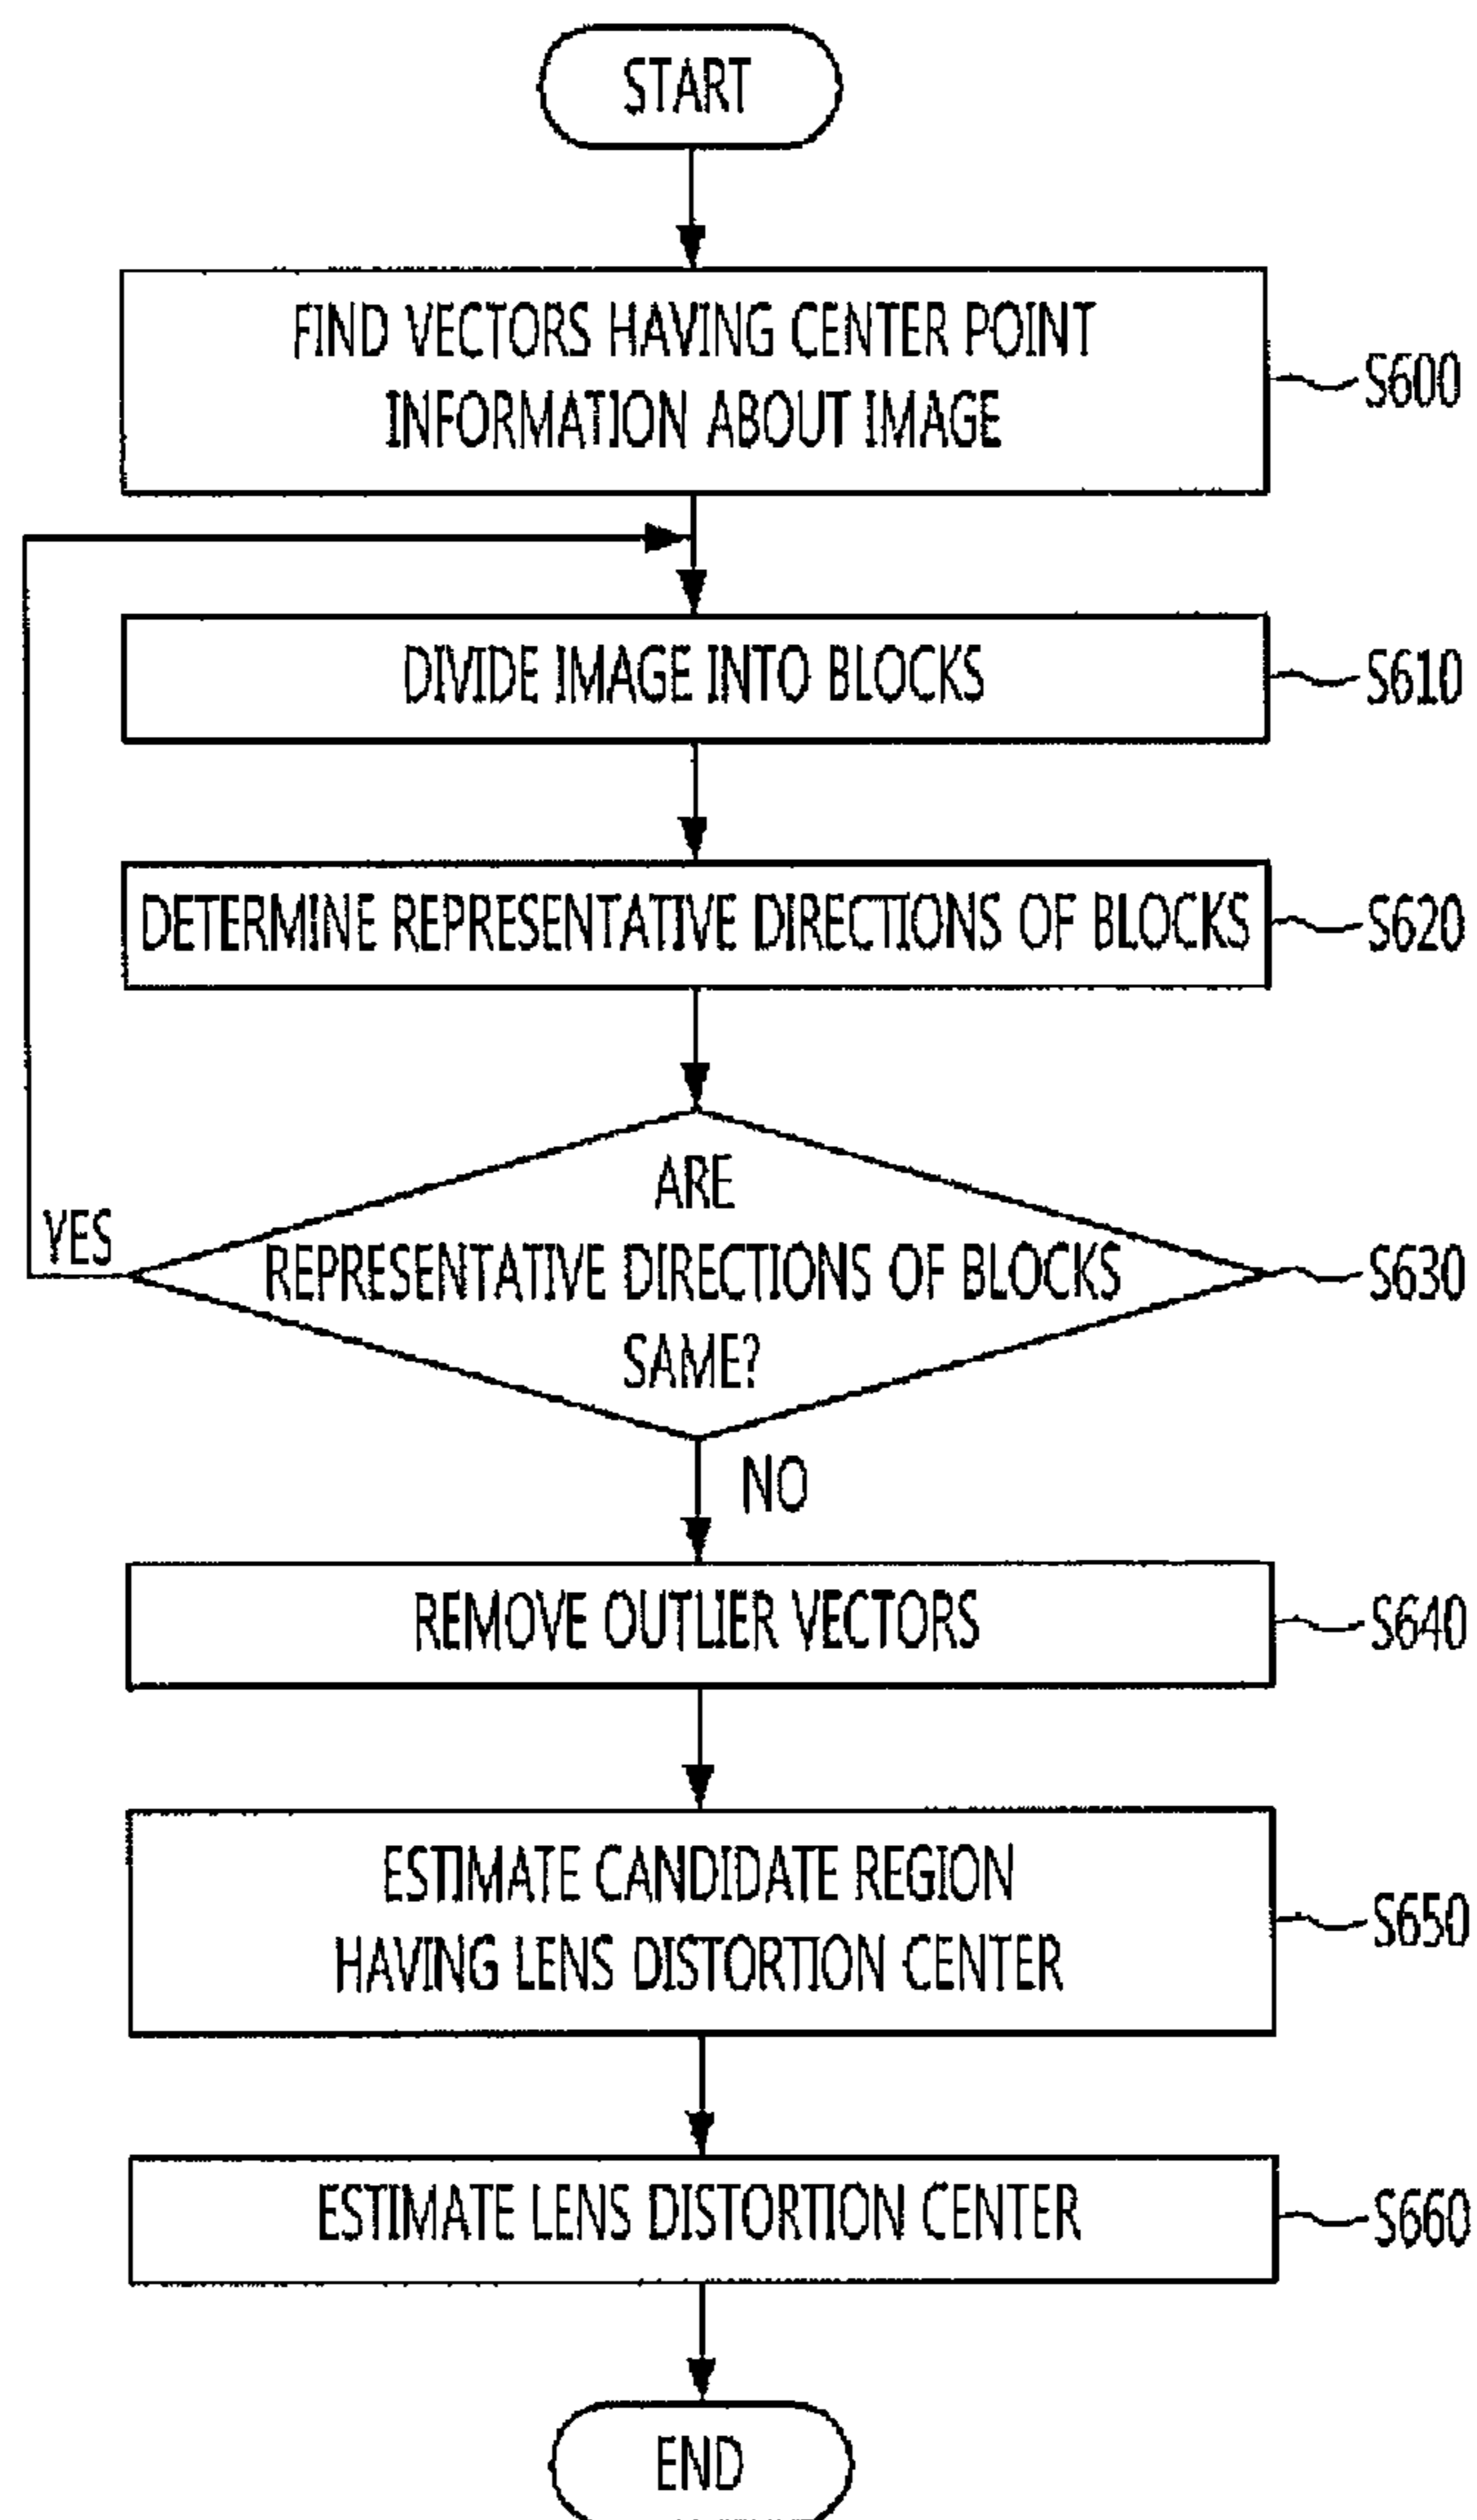 START
FIND VECTORS HAVING CENTER POINT
INFORMATION ABOUT IMAGE
S600
DIVIDE IMAGE INTO BLOCKS
S610
DETERMINE REPRESENTATIVE DIRECTIONS OF BLOCKS
S620
ARE
REPRESENTATIVE DIRECTIONS OF BLOCKS
SAME?
S630
YES
NO
REMOVE OUTLIER VECTORS
S640
ESTIMATE CANDIDATE REGION
HAVING LENS DISTORTION CENTER
S650
ESTIMATE LENS DISTORTION CENTER
S660
END